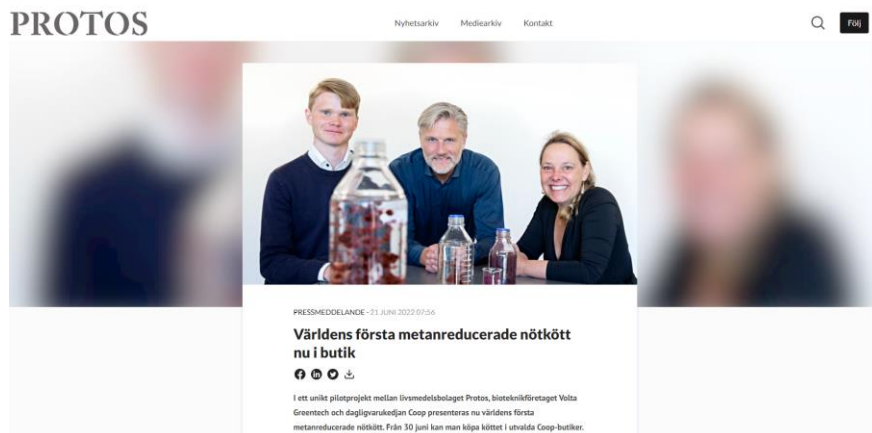 PROTOS
Nyhetsarkiv Mediearkiv Kontakt
Följ
PRESSMEDDELANDE - 21 JUNI 2022 07:56
Världens första metanreducerade nötkött
nu i butik
I ett unikt pilotprojekt mellan livsmedelsbolaget Protos, bioteknikföretaget Volta
Greentech och dagligvarukedjan Coop presenteras nu världens första
metanreducerade nötkött. Från 30 juni kan man köpa köttet i utvalda Coop-butiker.